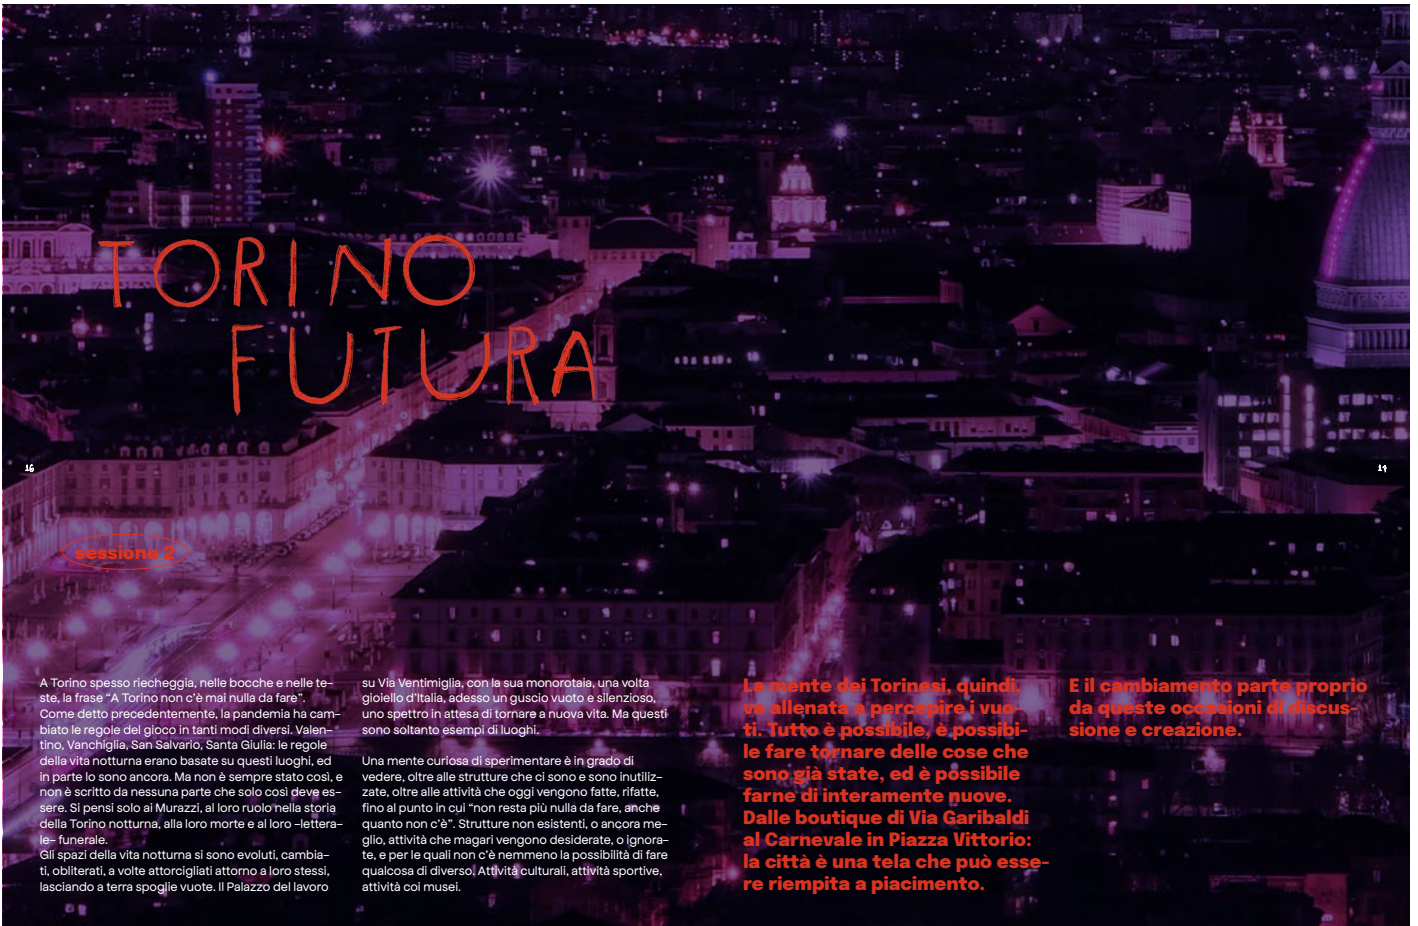 TORINO
FUTURA
16
17
sessione 2
A Torino spesso riecheggia, nelle bocche e nelle te-
ste, la frase “A Torino non c’è mai nulla da fare”.
Come detto precedentemente, la pandemia ha cam-
biato le regole del gioco in tanti modi diversi. Valen-
tino, Vanchiglia, San Salvario, Santa Giulia: le regole
della vita notturna erano basate su questi luoghi, ed
in parte lo sono ancora. Ma non è sempre stato così, e
non è scritto da nessuna parte che solo così deve es-
sere. Si pensi solo ai Murazzi, al loro ruolo nella storia
della Torino notturna, alla loro morte e al loro -lettera-
le- funerale.
Gli spazi della vita notturna si sono evoluti, cambia-
ti, obliterati, a volte attorcigliati attorno a loro stessi,
lasciando a terra spoglie vuote. Il Palazzo del lavoro
su Via Ventimiglia, con la sua monorotaia, una volta
gioiello d’Italia, adesso un guscio vuoto e silenzioso,
uno spettro in attesa di tornare a nuova vita. Ma questi
sono soltanto esempi di luoghi.
Una mente curiosa di sperimentare è in grado di
vedere, oltre alle strutture che ci sono e sono inutiliz-
zate, oltre alle attività che oggi vengono fatte, rifatte,
fino al punto in cui “non resta più nulla da fare, anche
quanto non c’è”. Strutture non esistenti, o ancora me-
glio, attività che magari vengono desiderate, o ignora-
te, e per le quali non c’è nemmeno la possibilità di fare
qualcosa di diverso. Attività culturali, attività sportive,
attività coi musei.
La mente dei Torinesi, quindi,
va allenata a percepire i vuo-
ti. Tutto è possibile, è possibi-
le fare tornare delle cose che
sono già state, ed è possibile
farne di interamente nuove.
Dalle boutique di Via Garibaldi
al Carnevale in Piazza Vittorio:
la città è una tela che può esse-
re riempita a piacimento.
E il cambiamento parte proprio
da queste occasioni di discus-
sione e creazione.